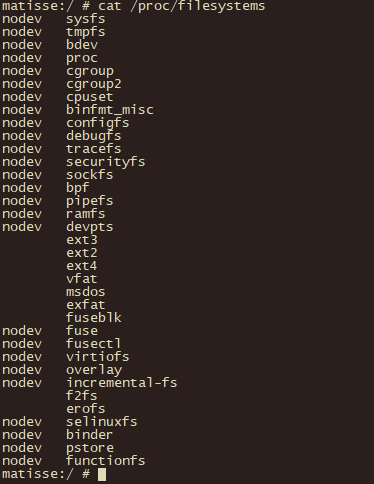 matisse:/ # cat /proc/filesystems
nodev   sysfs
nodev   tmpfs
nodev   bdev
nodev   proc
nodev   cgroup
nodev   cgroup2
nodev   cpuset
nodev   binfmt_misc
nodev   configfs
nodev   debugfs
nodev   tracefs
nodev   securityfs
nodev   sockfs
nodev   bpf
nodev   pipefs
nodev   ramfs
nodev   devpts
        ext3
        ext2
        ext4
        vfat
        msdos
        exfat
        fuseblk
nodev   fuse
nodev   fusectl
nodev   virtiofs
nodev   overlay
nodev   incremental-fs
        f2fs
        erofs
nodev   selinuxfs
nodev   binder
nodev   pstore
nodev   functionfs
matisse:/ #